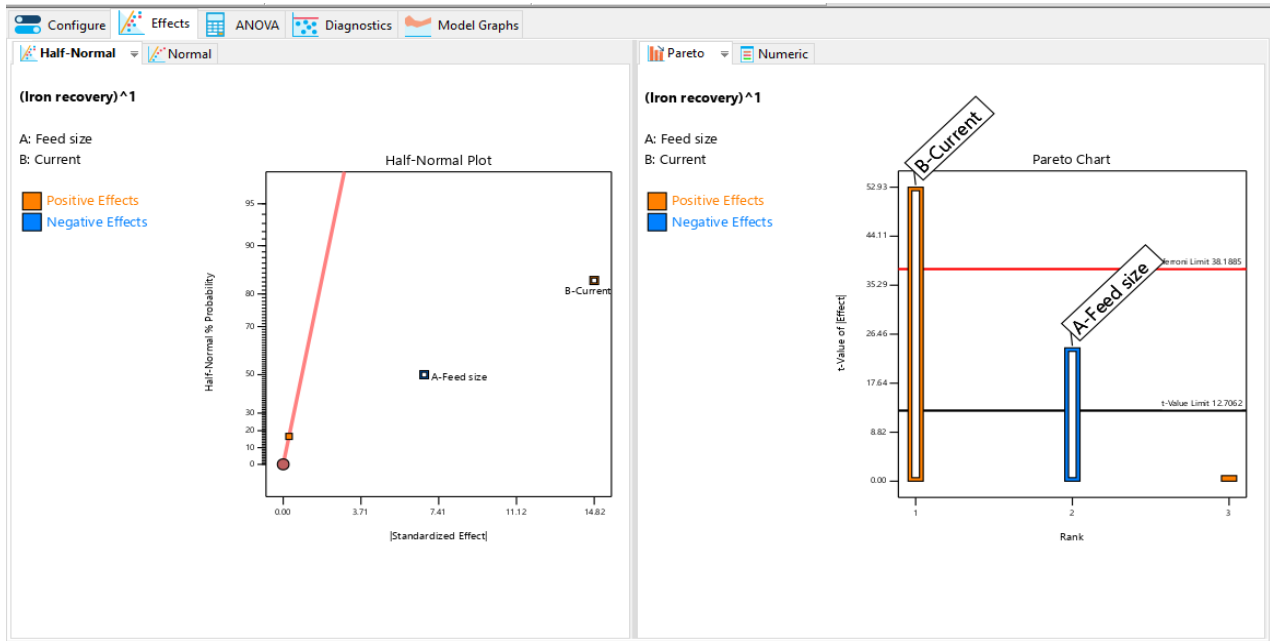 Configure Effects ANOVA Diagnostics Model Graphs
Half-Normal Normal
(Iron recovery)^1
A: Feed size
B: Current
Positive Effects
Negative Effects
Half-Normal Plot
Half-Normal % Probability
95
90
80
70
50
30
20
10
0
B-Current
A-Feed size
0.00 3.71 7.41 11.12 14.82
|Standardized Effect|
Pareto Numeric
(Iron recovery)^1
A: Feed size
B: Current
Positive Effects
Negative Effects
Pareto Chart
t-Value of |Effect|
52.93
44.11
35.29
26.46
17.64
8.82
0.00
B-Current
A-Feed size
erroni Limit 38.1885
t-Value Limit 12.7062
1 2 3
Rank